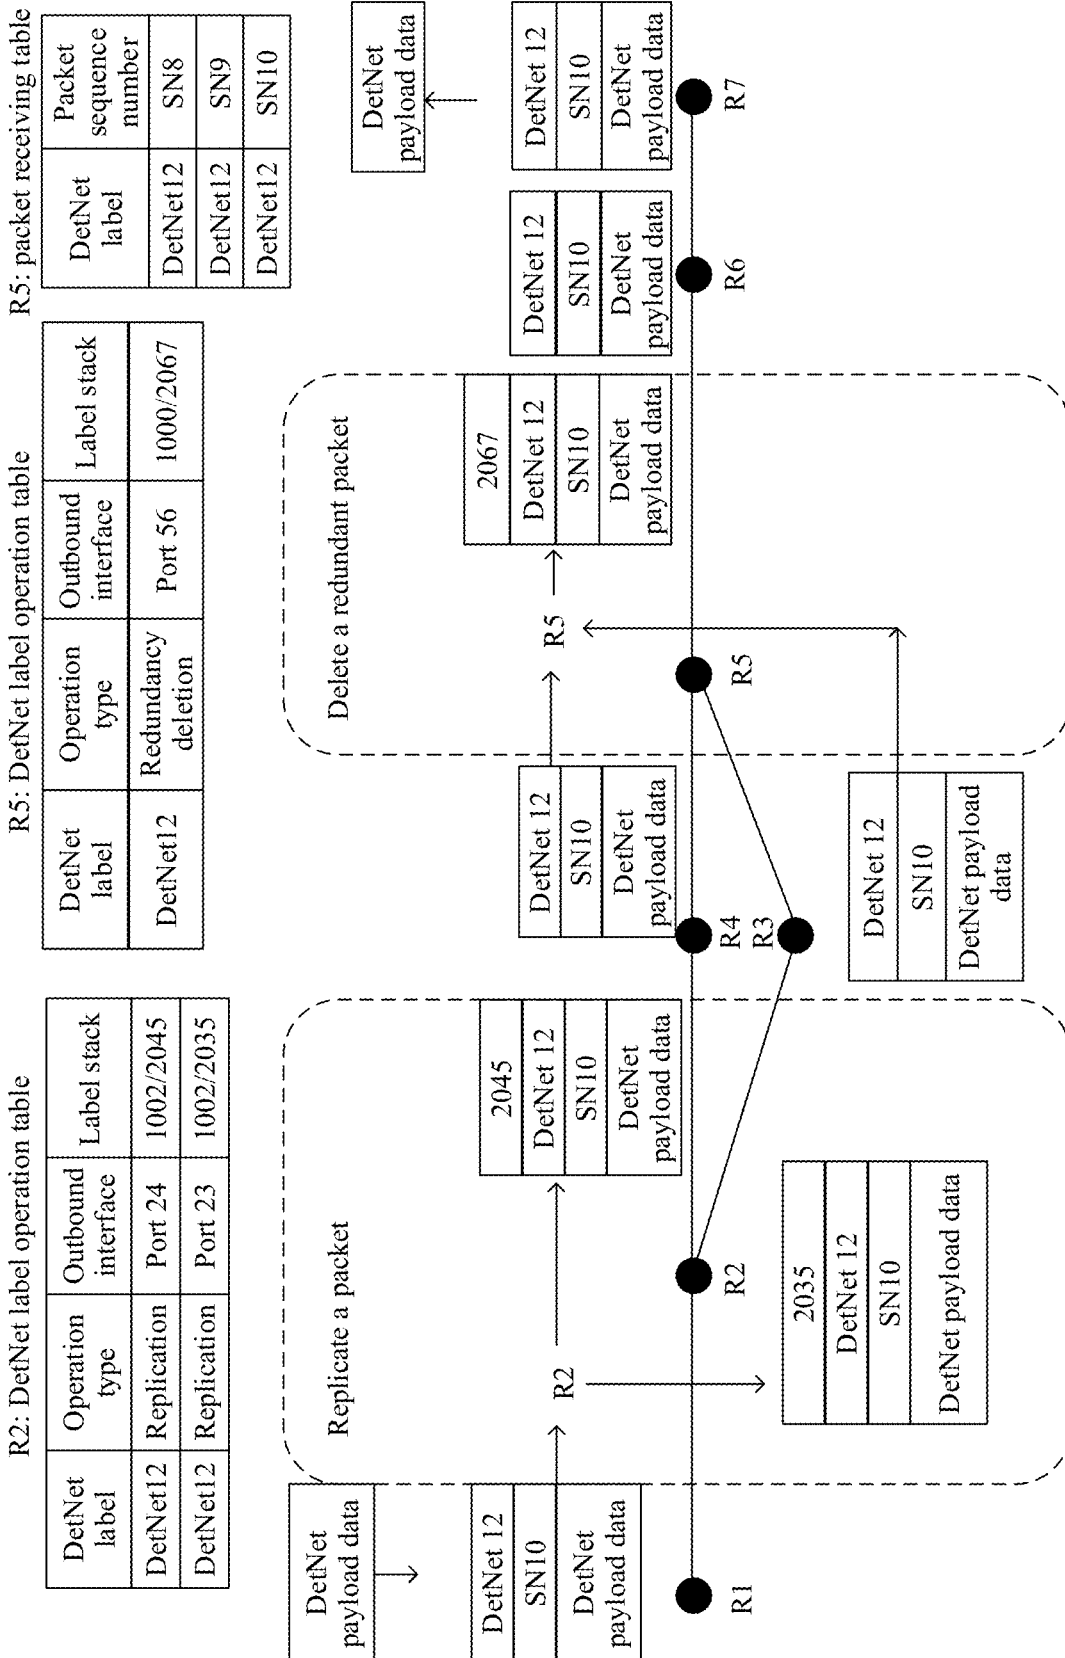 R2: DetNet label operation table
DetNet
label
Operation
type
Outbound
interface
Label stack
DetNet12
Replication
Port 24
1002/2045
DetNet12
Replication
Port 23
1002/2035
R5: DetNet label operation table
DetNet
label
Operation
type
Outbound
interface
Label stack
DetNet12
Redundancy
deletion
Port 56
1000/2067
R5: packet receiving table
DetNet
label
Packet
sequence
number
DetNet12
SN8
DetNet12
SN9
DetNet12
SN10
DetNet
payload data
DetNet 12
SN10
DetNet
payload data
R1
Replicate a packet
R2
2045
DetNet 12
SN10
DetNet
payload data
R2
2035
DetNet 12
SN10
DetNet payload data
DetNet 12
SN10
DetNet
payload data
R4
R3
DetNet 12
SN10
DetNet payload
data
Delete a redundant packet
R5
2067
DetNet 12
SN10
DetNet
payload data
R5
DetNet 12
SN10
DetNet
payload data
R6
DetNet
payload data
DetNet 12
SN10
DetNet
payload data
R7